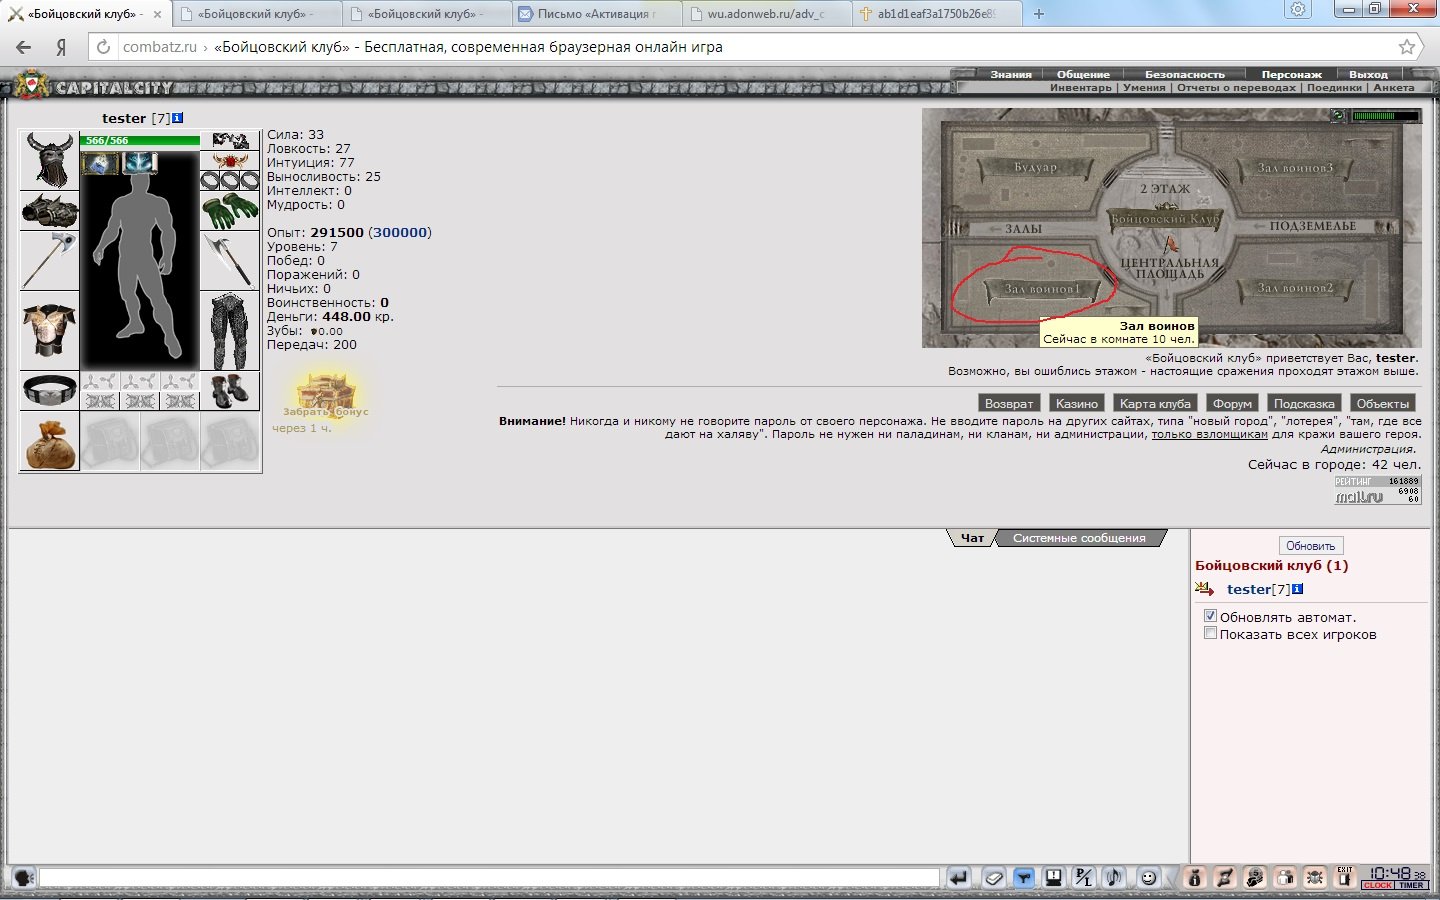 «Бойцовский клуб» -
«Бойцовский клуб» -
«Бойцовский клуб» -
Письмо «Активация
wu.adonweb.ru/adv_c
ab1d1eaf3a1750b26e89
Я
combatz.ru › «Бойцовский клуб» - Бесплатная, современная браузерная онлайн игра
CAPITALCITY
Знания | Общение | Безопасность | Персонаж | Выход
Инвентарь | Умения | Отчеты о переводах | Поединки | Анкета
tester [7]
566/566
Сила: 33
Ловкость: 27
Интуиция: 77
Выносливость: 25
Интеллект: 0
Мудрость: 0
Опыт: 291500 (300000)
Уровень: 7
Побед: 0
Поражений: 0
Ничьих: 0
Воинственность: 0
Деньги: 448.00 кр.
Зубы: 0.00
Передач: 200
Забрать бонус
через 1 ч.
Будуар
Зал воинов3
2 ЭТАЖ
Бойцовский Клуб
ЗАЛЫ
ПОДЗЕМЕЛЬЕ
ЦЕНТРАЛЬНАЯ
ПЛОЩАДЬ
Зал воинов1
Зал воинов2
Зал воинов
Сейчас в комнате 10 чел.
«Бойцовский клуб» приветствует Вас, tester.
Возможно, вы ошиблись этажом - настоящие сражения проходят этажом выше.
Возврат Казино Карта клуба Форум Подсказка Объекты
Внимание! Никогда и никому не говорите пароль от своего персонажа. Не вводите пароль на других сайтах, типа "новый город", "лотерея", "там, где все
дают на халяву". Пароль не нужен ни паладинам, ни кланам, ни администрации, только взломщикам для кражи вашего героя.
Администрация.
Сейчас в городе: 42 чел.
РЕЙТИНГ 161889
mail.ru 6908
60
Чат
Системные сообщения
Обновить
Бойцовский клуб (1)
tester[7]
Обновлять автомат.
Показать всех игроков
P/L
EXIT
10:48 38
CLOCK TIMER